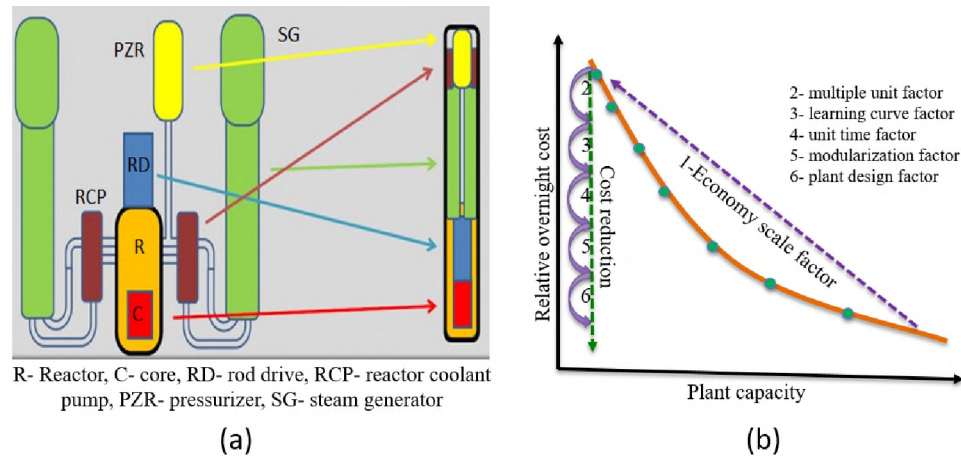 PZR
SG
RD
RCP
R
C
R- Reactor, C- core, RD- rod drive, RCP- reactor coolant
pump, PZR- pressurizer, SG- steam generator
(a)
Relative overnight cost
2
3
4
5
6
Cost reduction
1-Economy scale factor
2- multiple unit factor
3- learning curve factor
4- unit time factor
5- modularization factor
6- plant design factor
Plant capacity
(b)